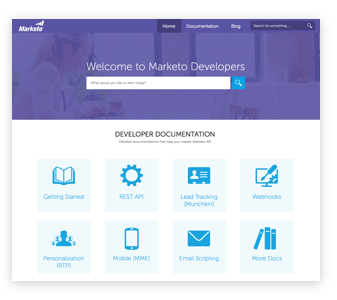 Marketo
Home Documentation Blog Search for something ...
Welcome to Marketo Developers
What would you like to learn today?
DEVELOPER DOCUMENTATION
Detailed documentations that help you master Marketo API
Getting Started
REST API
Lead Tracking
(Munchkin)
Webhooks
Personalization
(RTP)
Mobile (MME)
Email Scripting
More Docs